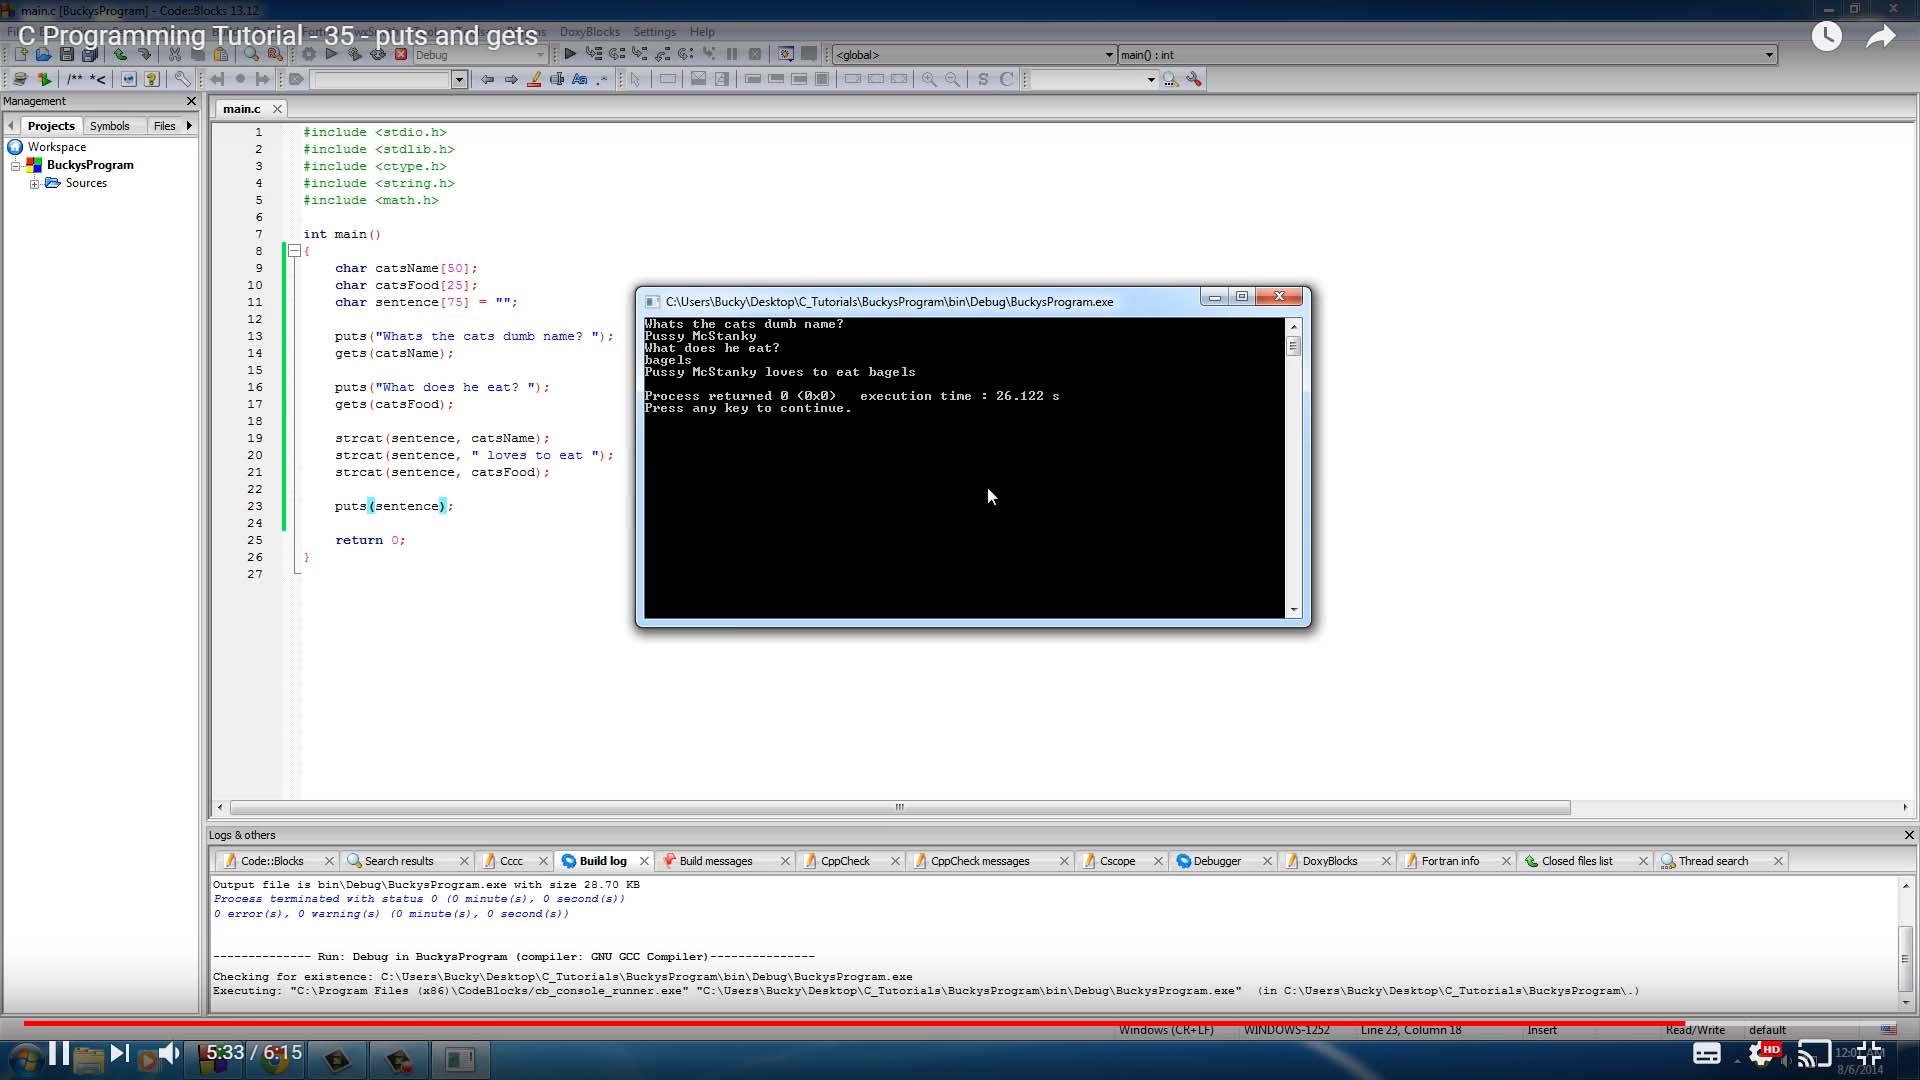 main.c [BuckysProgram] - Code::Blocks 13.12
C Programming Tutorial - 35 - puts and gets
DoxyBlocks Settings Help
Debug
<global>
main() : int
/** *<
S C
Management
Projects Symbols Files
Workspace
BuckysProgram
Sources
main.c
1 #include <stdio.h>
2 #include <stdlib.h>
3 #include <ctype.h>
4 #include <string.h>
5 #include <math.h>
6
7 int main()
8 {
9 char catsName[50];
10 char catsFood[25];
11 char sentence[75] = "";
12
13 puts("Whats the cats dumb name? ");
14 gets(catsName);
15
16 puts("What does he eat? ");
17 gets(catsFood);
18
19 strcat(sentence, catsName);
20 strcat(sentence, " loves to eat ");
21 strcat(sentence, catsFood);
22
23 puts(sentence);
24
25 return 0;
26 }
27
C:\Users\Bucky\Desktop\C_Tutorials\BuckysProgram\bin\Debug\BuckysProgram.exe
Whats the cats dumb name?
Pussy McStanky
What does he eat?
bagels
Pussy McStanky loves to eat bagels
Process returned 0 (0x0) execution time : 26.122 s
Press any key to continue.
Logs & others
Code::Blocks Search results Cccc Build log Build messages CppCheck CppCheck messages Cscope Debugger DoxyBlocks Fortran info Closed files list Thread search
Output file is bin\Debug\BuckysProgram.exe with size 28.70 KB
Process terminated with status 0 (0 minute(s), 0 second(s))
0 error(s), 0 warning(s) (0 minute(s), 0 second(s))
-------------- Run: Debug in BuckysProgram (compiler: GNU GCC Compiler)---------------
Checking for existence: C:\Users\Bucky\Desktop\C_Tutorials\BuckysProgram\bin\Debug\BuckysProgram.exe
Executing: "C:\Program Files (x86)\CodeBlocks/cb_console_runner.exe" "C:\Users\Bucky\Desktop\C_Tutorials\BuckysProgram\bin\Debug\BuckysProgram.exe" (in C:\Users\Bucky\Desktop\C_Tutorials\BuckysProgram\.)
Windows (CR+LF) WINDOWS-1252 Line 23, Column 18 Insert Read/Write default
5:33 / 6:15
HD
8/6/2014